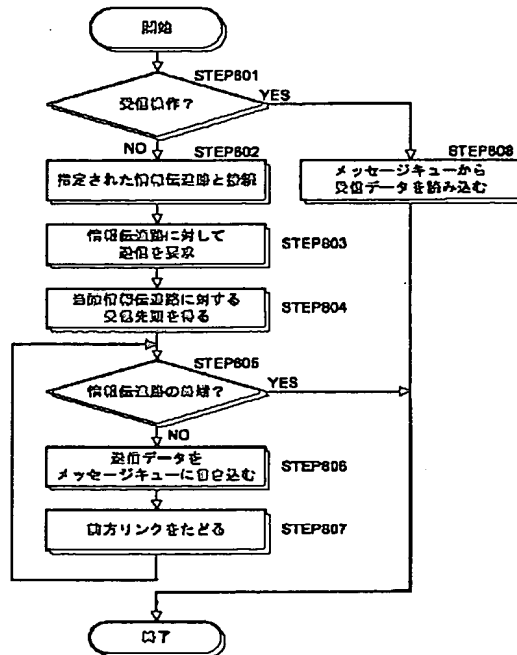 開始
STEP801
受信操作？
YES
NO
STEP802
指定された情報伝達路と接続
STEP808
メッセージキューから
受信データを読み込む
情報伝達路に対して
送信を要求
STEP803
当該情報伝達路に対する
受信先頭を得る
STEP804
STEP805
情報伝達路の終端？
YES
NO
送信データを
メッセージキューに書き込む
STEP806
前方リンクをたどる
STEP807
終了